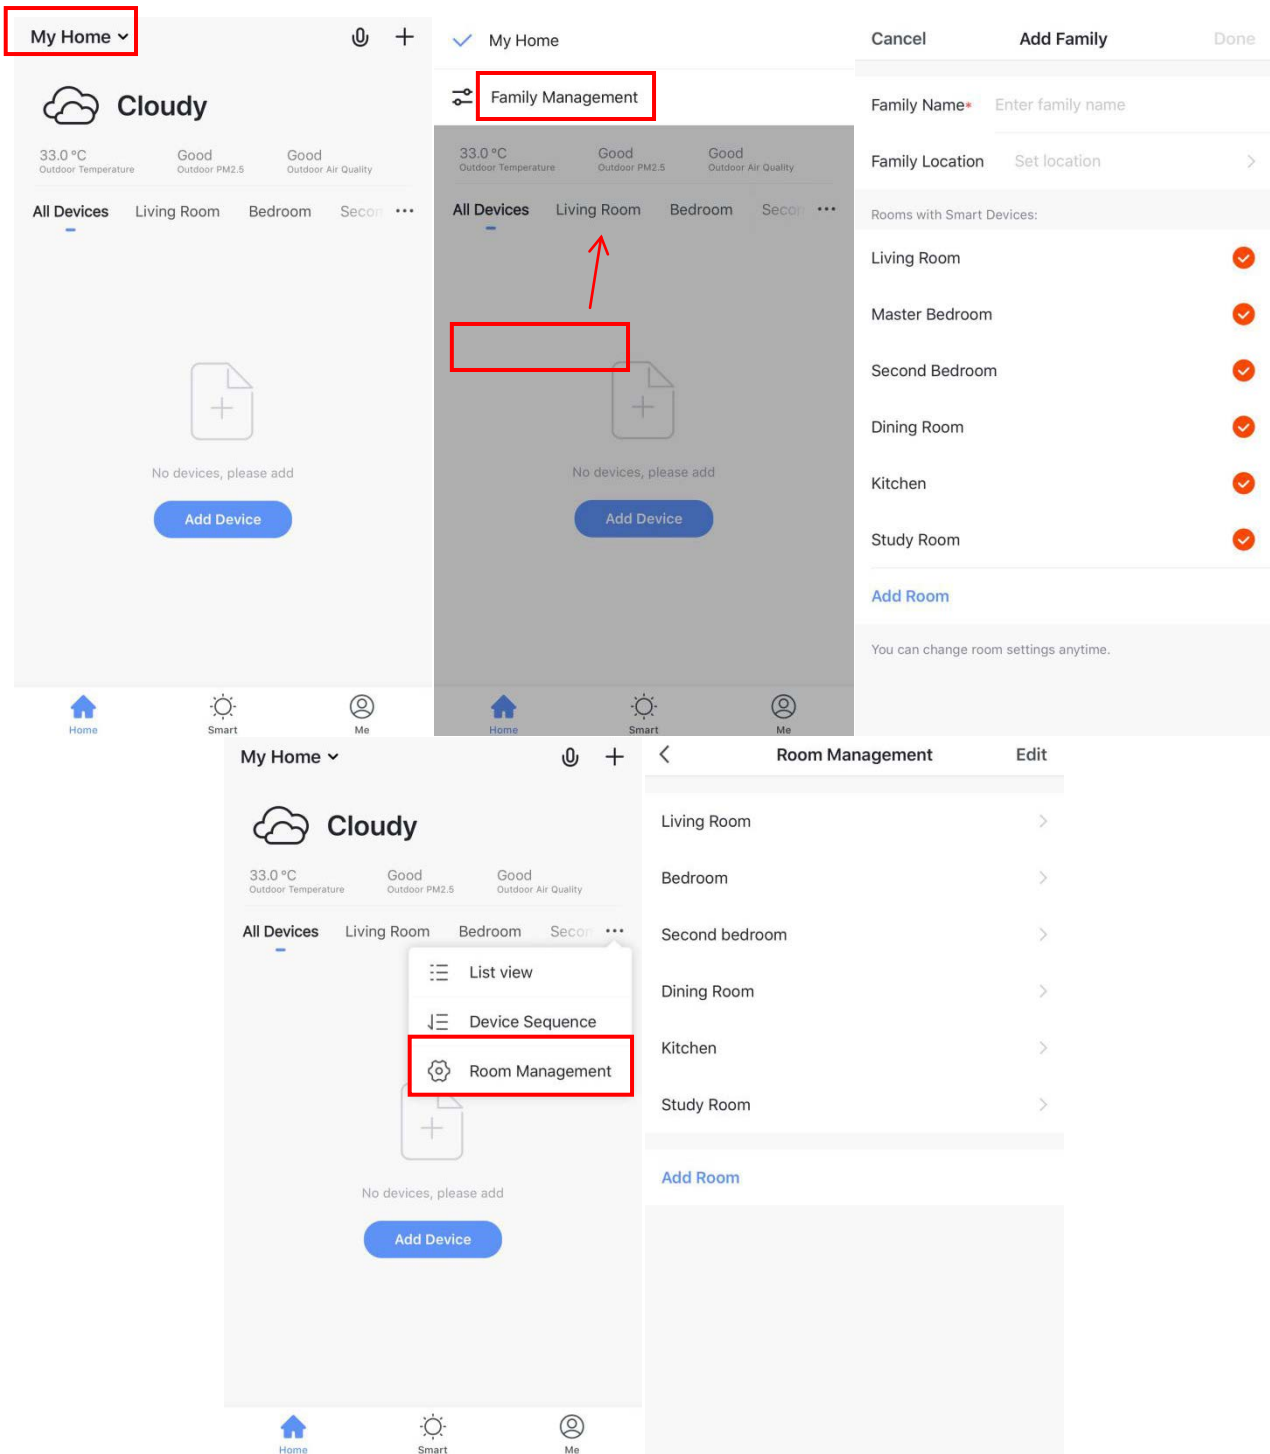 My Home
Cloudy
33.0 °C Good Good
Outdoor Temperature Outdoor PM2.5 Outdoor Air Quality
All Devices Living Room Bedroom Secon
No devices, please add
Add Device
Home Smart Me
My Home
Family Management
33.0 °C Good Good
Outdoor Temperature Outdoor PM2.5 Outdoor Air Quality
All Devices Living Room Bedroom Secon
No devices, please add
Add Device
Home Smart Me
Cancel Add Family Done
Family Name* Enter family name
Family Location Set location
Rooms with Smart Devices:
Living Room
Master Bedroom
Second Bedroom
Dining Room
Kitchen
Study Room
Add Room
You can change room settings anytime.
My Home
Cloudy
33.0 °C Good Good
Outdoor Temperature Outdoor PM2.5 Outdoor Air Quality
All Devices Living Room Bedroom Secon
List view
Device Sequence
Room Management
No devices, please add
Add Device
Home Smart Me
Room Management Edit
Living Room
Bedroom
Second bedroom
Dining Room
Kitchen
Study Room
Add Room